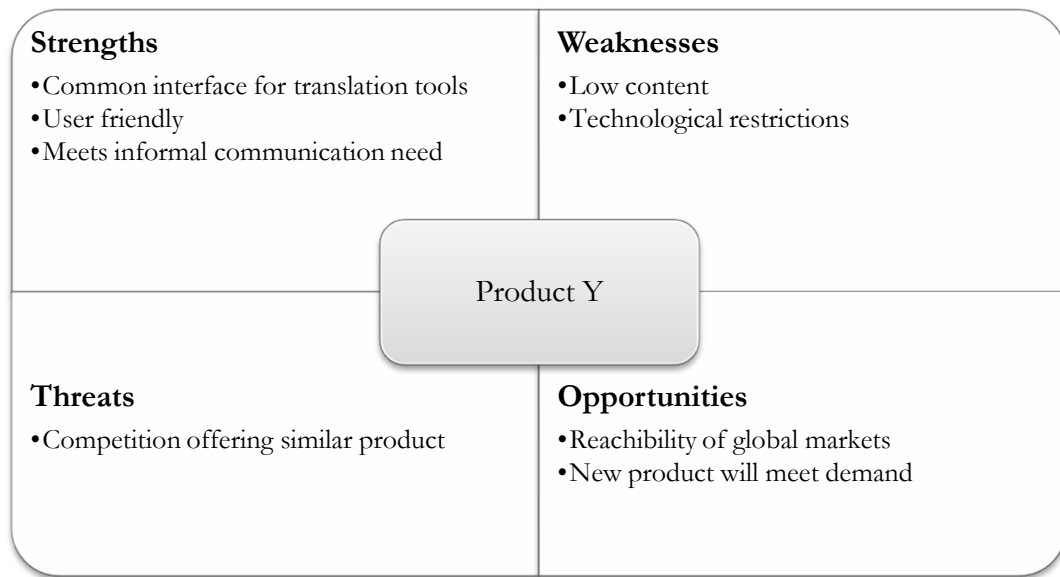 Strengths
•Common interface for translation tools
•User friendly
•Meets informal communication need
Weaknesses
•Low content
•Technological restrictions
Product Y
Threats
•Competition offering similar product
Opportunities
•Reachibility of global markets
•New product will meet demand